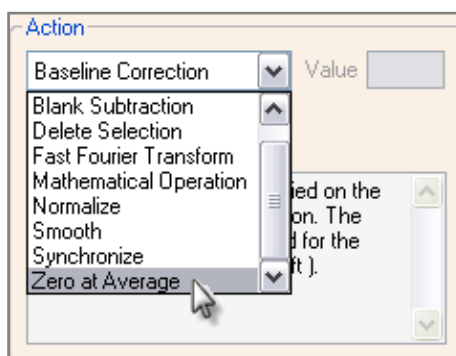 Action
Baseline Correction Value
Blank Subtraction
Delete Selection
Fast Fourier Transform
Mathematical Operation
Normalize
Smooth
Synchronize
Zero at Average
ied on the
on. The
for the
ft ).